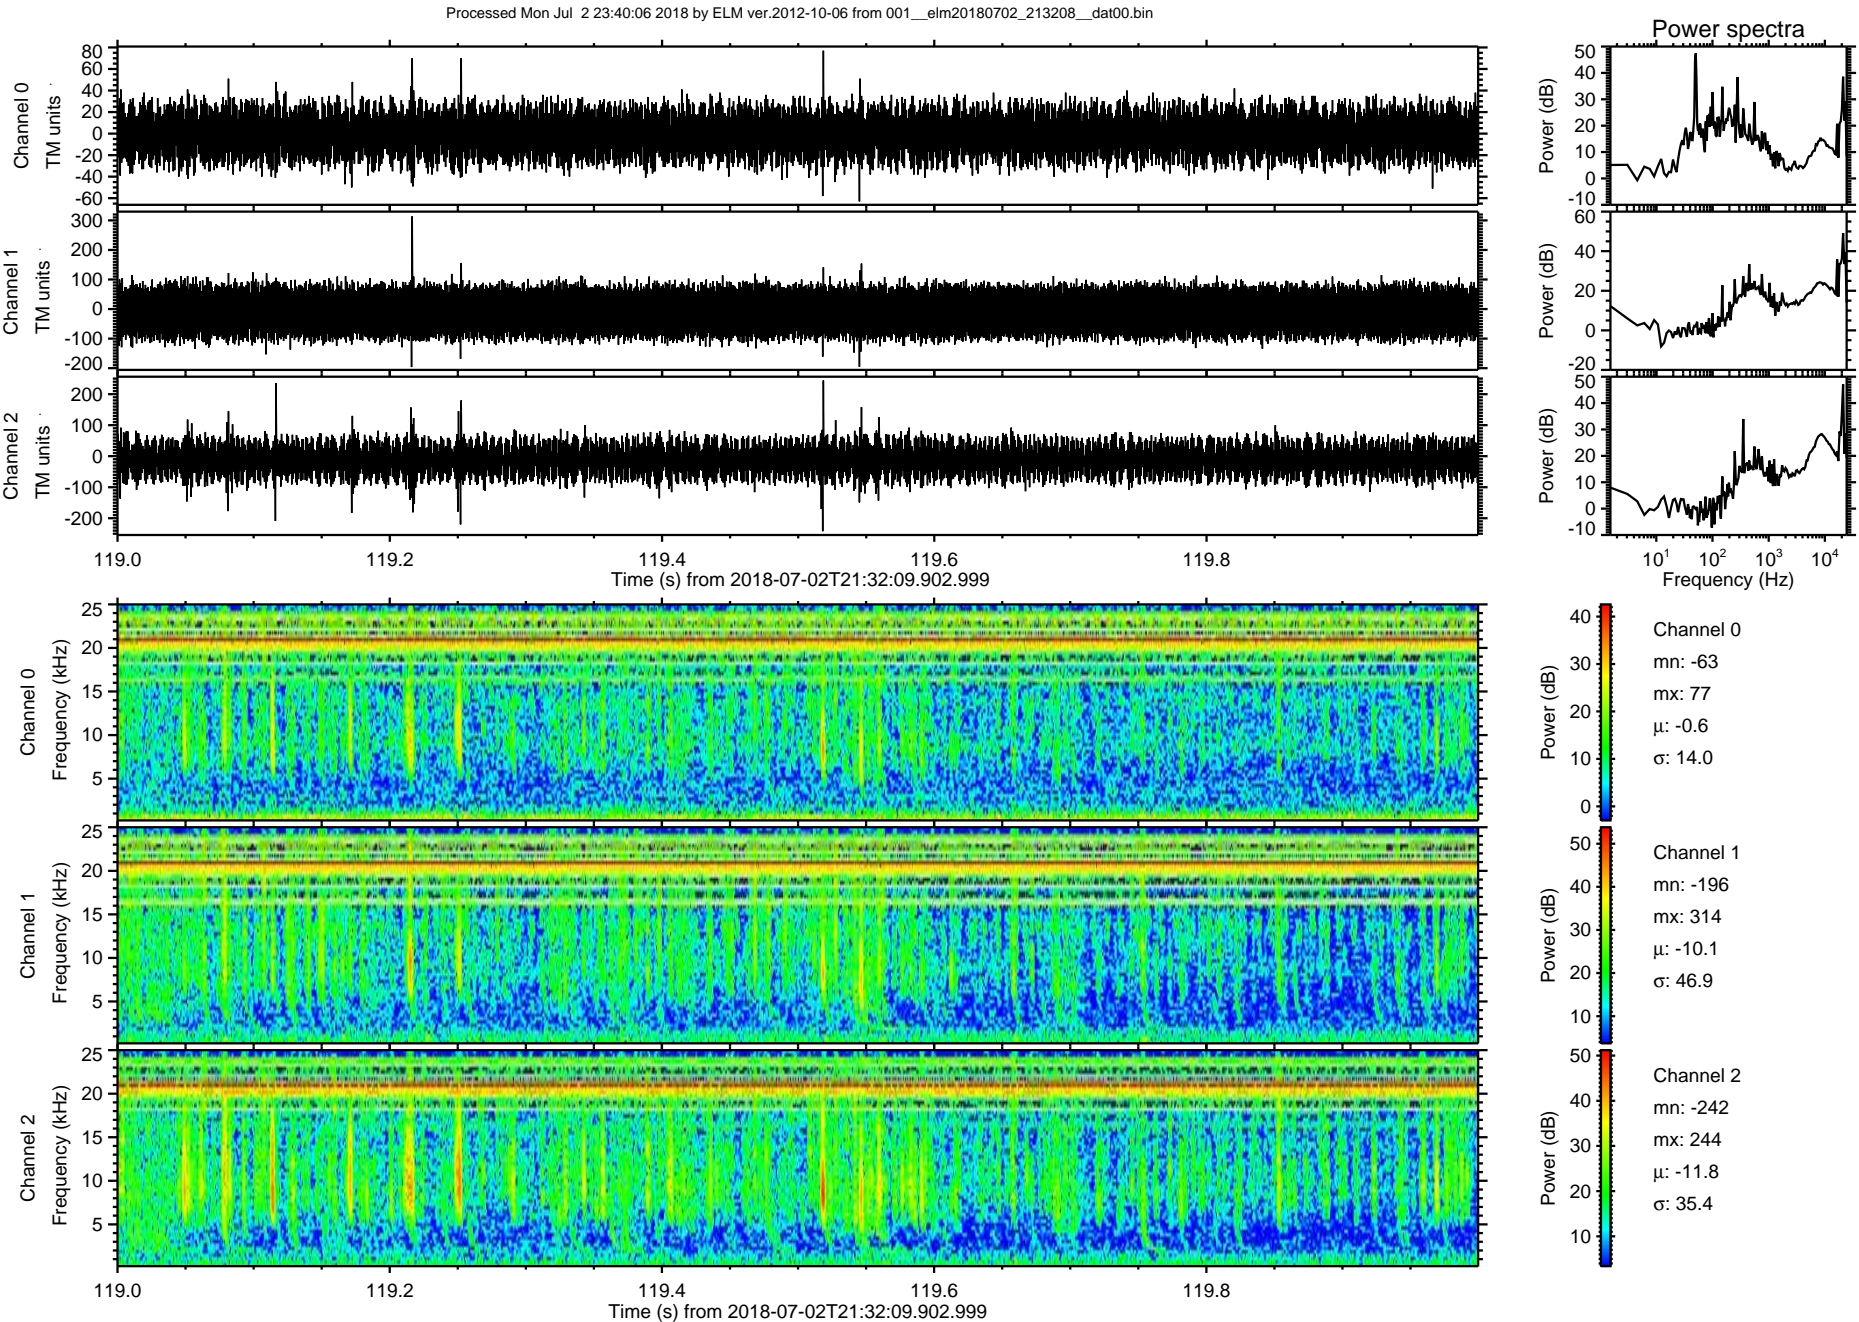 Processed Mon Jul  2 23:40:06 2018 by ELM ver.2012-10-06 from 001__elm20180702_213208__dat00.bin
Power spectra
Channel 0
TM units
80
60
40
20
0
-20
-40
-60
Power (dB)
50
40
30
20
10
0
-10
Channel 1
TM units
300
200
100
0
-100
-200
Power (dB)
60
40
20
0
-20
Channel 2
TM units
200
100
0
-100
-200
Power (dB)
50
40
30
20
10
0
-10
119.0 119.2 119.4 119.6 119.8
Time (s) from 2018-07-02T21:32:09.902.999
10^1 10^2 10^3 10^4
Frequency (Hz)
Channel 0
Frequency (kHz)
25
20
15
10
5
Power (dB)
40
30
20
10
0
Channel 0
mn: -63
mx: 77
μ: -0.6
σ: 14.0
Channel 1
Frequency (kHz)
25
20
15
10
5
Power (dB)
50
40
30
20
10
Channel 1
mn: -196
mx: 314
μ: -10.1
σ: 46.9
Channel 2
Frequency (kHz)
25
20
15
10
5
Power (dB)
50
40
30
20
10
Channel 2
mn: -242
mx: 244
μ: -11.8
σ: 35.4
119.0 119.2 119.4 119.6 119.8
Time (s) from 2018-07-02T21:32:09.902.999